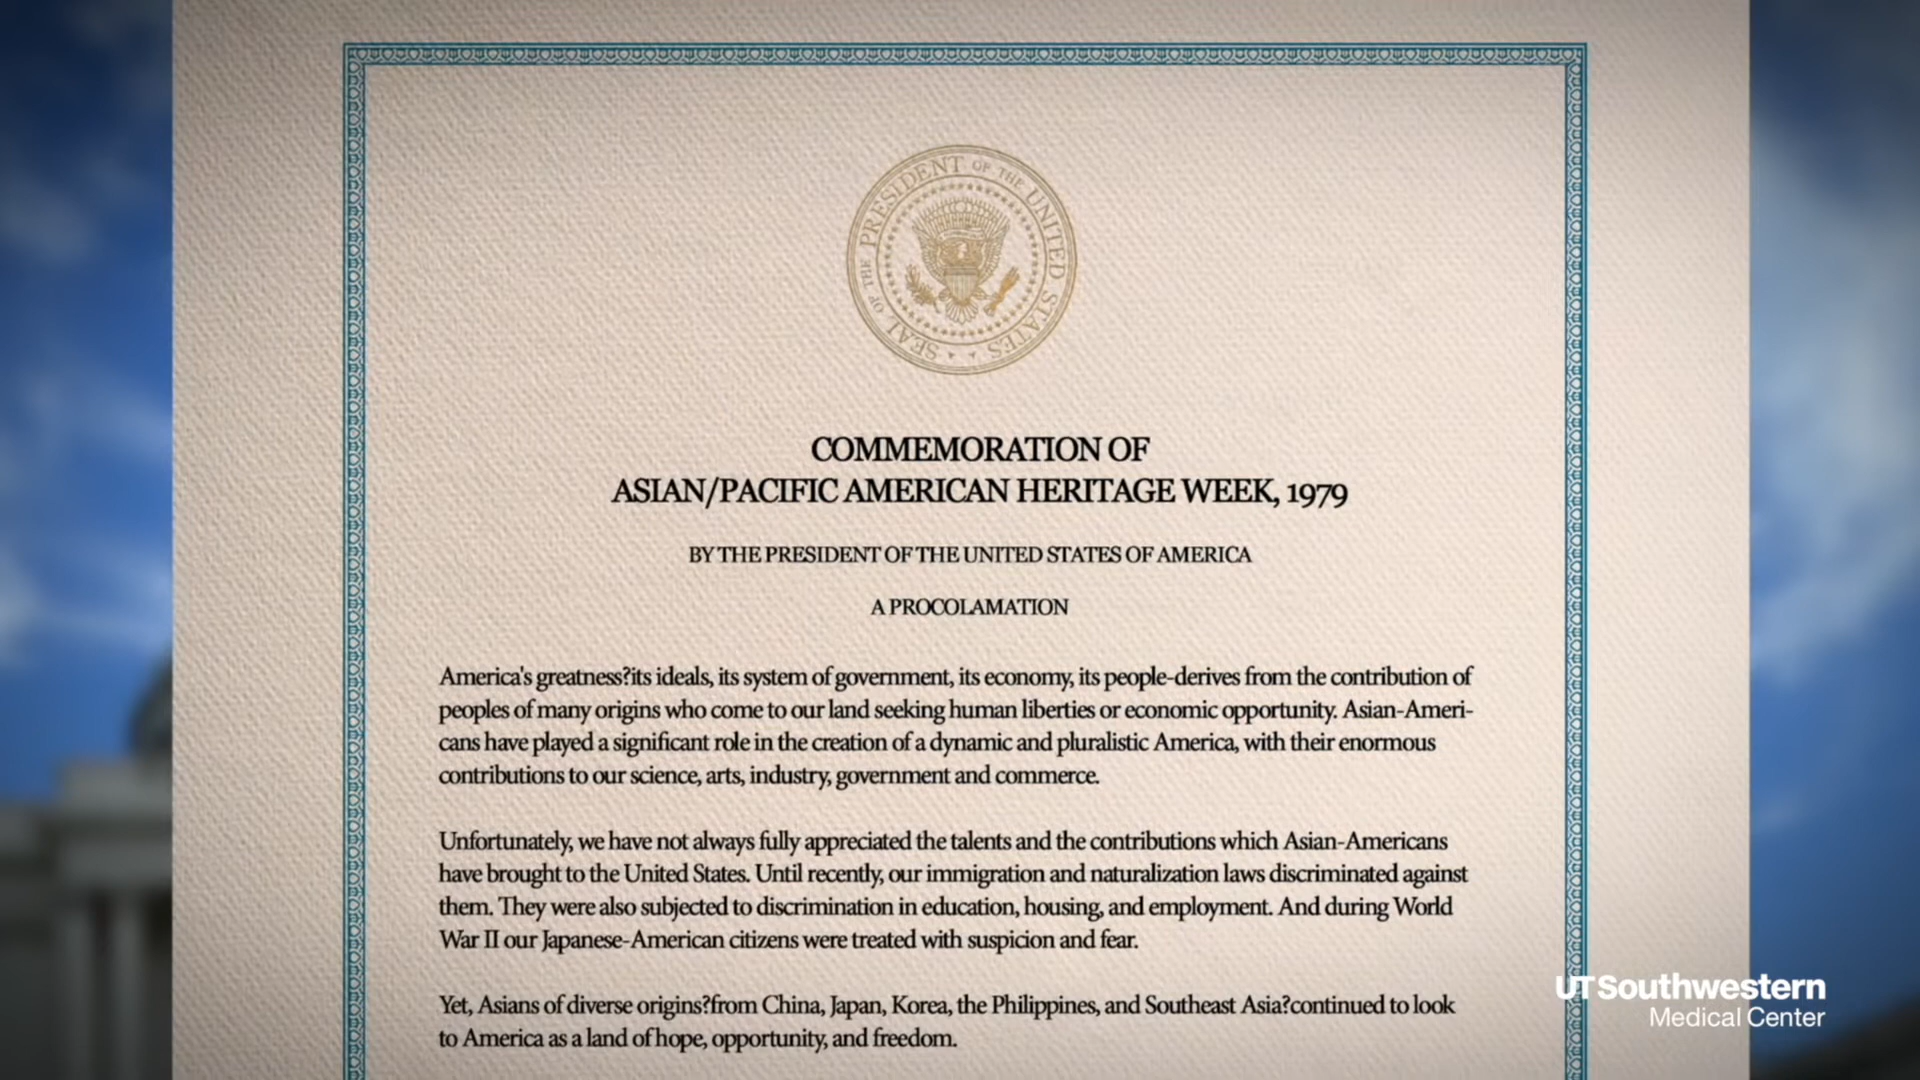 SEAL OF THE PRESIDENT OF THE UNITED STATES
COMMEMORATION OF
ASIAN/PACIFIC AMERICAN HERITAGE WEEK, 1979
BY THE PRESIDENT OF THE UNITED STATES OF AMERICA
A PROCOLAMATION
America's greatness?its ideals, its system of government, its economy, its people-derives from the contribution of
peoples of many origins who come to our land seeking human liberties or economic opportunity. Asian-Ameri-
cans have played a significant role in the creation of a dynamic and pluralistic America, with their enormous
contributions to our science, arts, industry, government and commerce.
Unfortunately, we have not always fully appreciated the talents and the contributions which Asian-Americans
have brought to the United States. Until recently, our immigration and naturalization laws discriminated against
them. They were also subjected to discrimination in education, housing, and employment. And during World
War II our Japanese-American citizens were treated with suspicion and fear.
Yet, Asians of diverse origins?from China, Japan, Korea, the Philippines, and Southeast Asia?continued to look
to America as a land of hope, opportunity, and freedom.
UTSouthwestern
Medical Center